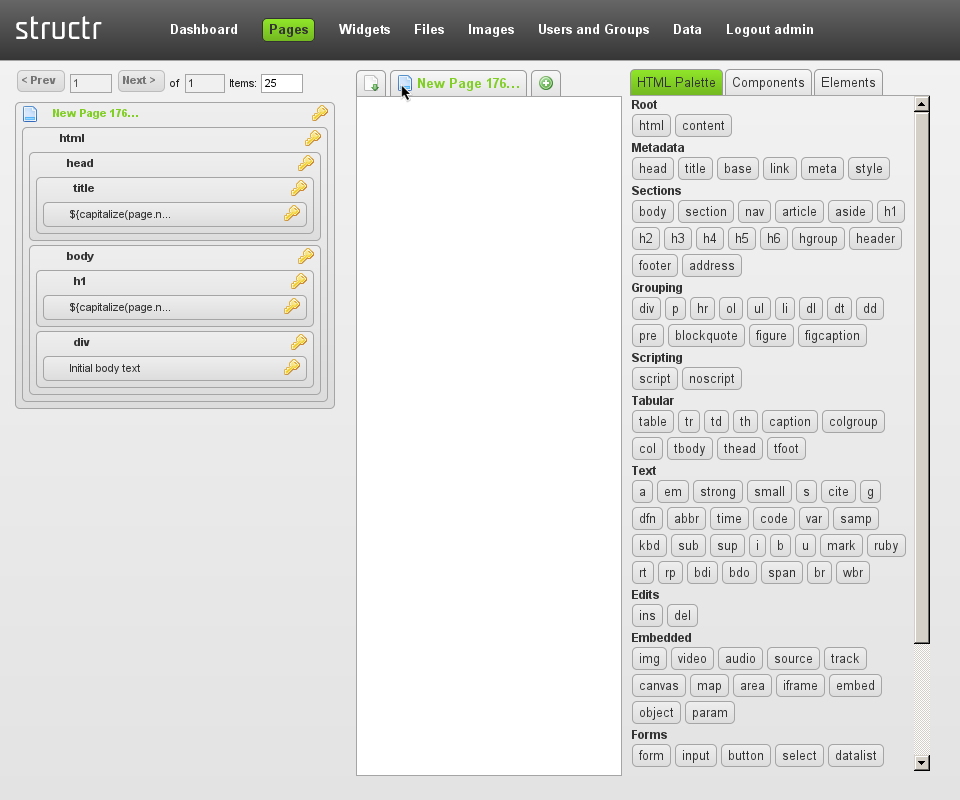 structr Dashboard Pages Widgets Files Images Users and Groups Data Logout admin
< Prev 1 Next > of 1 Items: 25
New Page 176...
html
head
title
${capitalize(page.n...
body
h1
${capitalize(page.n...
div
Initial body text
New Page 176...
HTML Palette Components Elements
Root
html content
Metadata
head title base link meta style
Sections
body section nav article aside h1
h2 h3 h4 h5 h6 hgroup header
footer address
Grouping
div p hr ol ul li dl dt dd
pre blockquote figure figcaption
Scripting
script noscript
Tabular
table tr td th caption colgroup
col tbody thead tfoot
Text
a em strong small s cite g
dfn abbr time code var samp
kbd sub sup i b u mark ruby
rt rp bdi bdo span br wbr
Edits
ins del
Embedded
img video audio source track
canvas map area iframe embed
object param
Forms
form input button select datalist